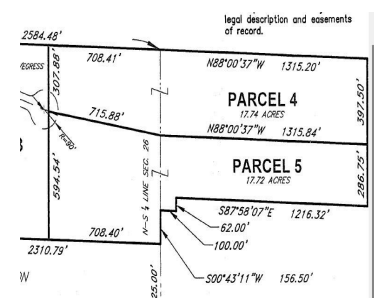 legal description and easements
of record.
2584.48'
708.41'
N88°00'37"W 1315.20'
307.88'
PARCEL 4
17.74 ACRES
397.50'
715.88'
R=80'
N88°00'37"W 1315.84'
N-S ¼ LINE SEC. 26
PARCEL 5
17.72 ACRES
286.75'
594.54'
S87°58'07"E 1216.32'
62.00'
100.00'
708.40'
2310.79'
S00°43'11"W 156.50'
25.00'